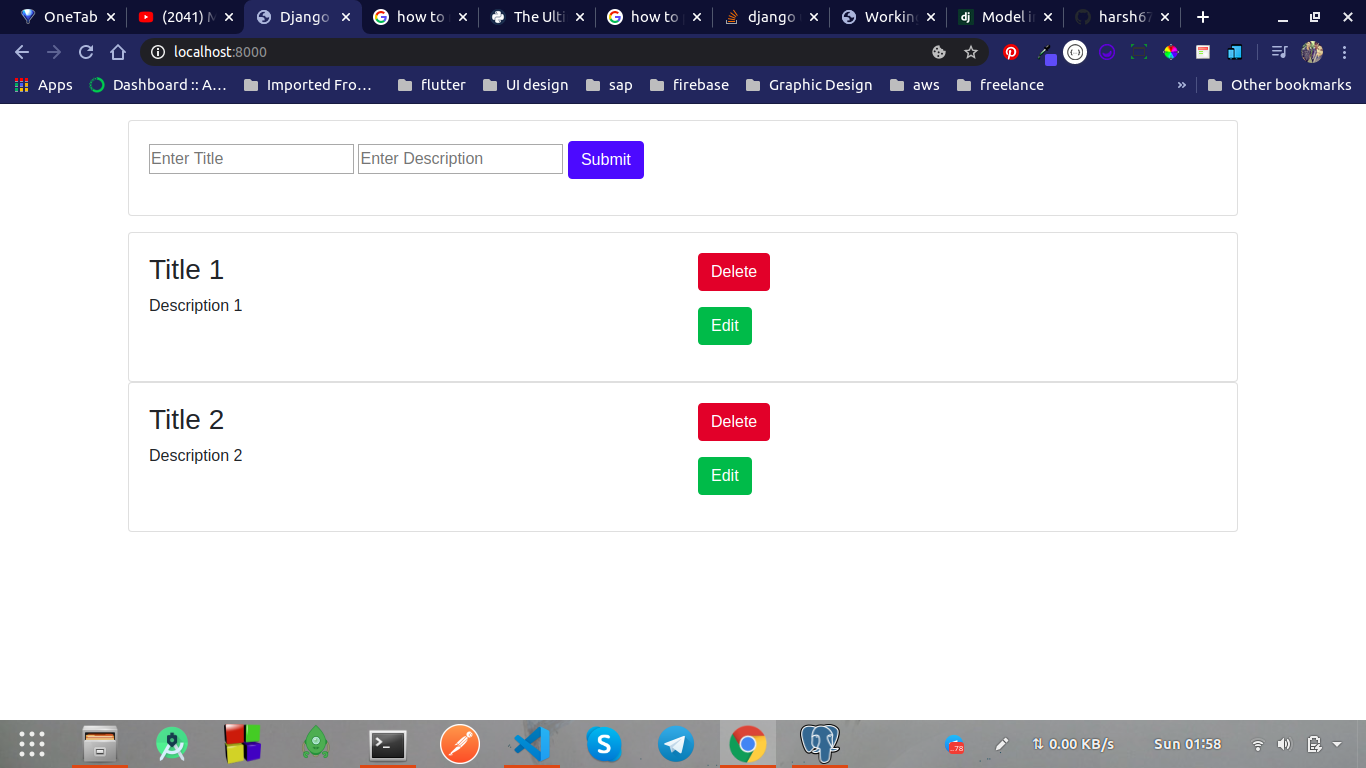 OneTab
(2041) M
Django
how to
The Ulti
how to
django
Working
Model in
harsh67
localhost:8000
Apps
Dashboard :: A...
Imported Fro...
flutter
UI design
sap
firebase
Graphic Design
aws
freelance
»
Other bookmarks
Enter Title
Enter Description
Submit
Title 1
Delete
Description 1
Edit
Title 2
Delete
Description 2
Edit
0.00 KB/s
Sun 01:58